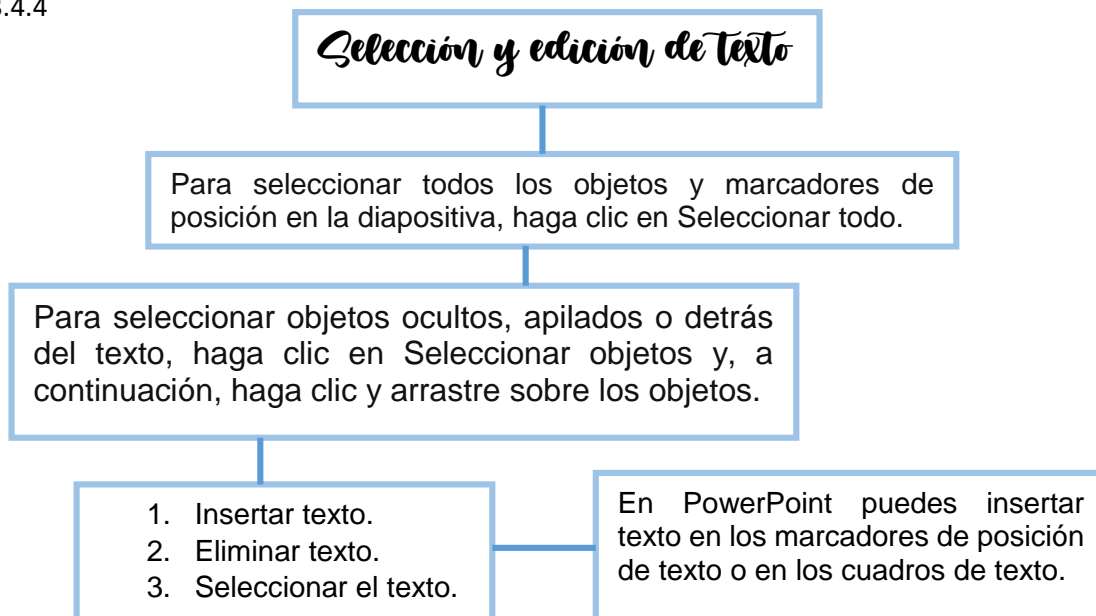 3.4.4
Selección y edición de texto
Para seleccionar todos los objetos y marcadores de
posición en la diapositiva, haga clic en Seleccionar todo.
Para seleccionar objetos ocultos, apilados o detrás
del texto, haga clic en Seleccionar objetos y, a
continuación, haga clic y arrastre sobre los objetos.
1. Insertar texto.
2. Eliminar texto.
3. Seleccionar el texto.
En PowerPoint puedes insertar
texto en los marcadores de posición
de texto o en los cuadros de texto.